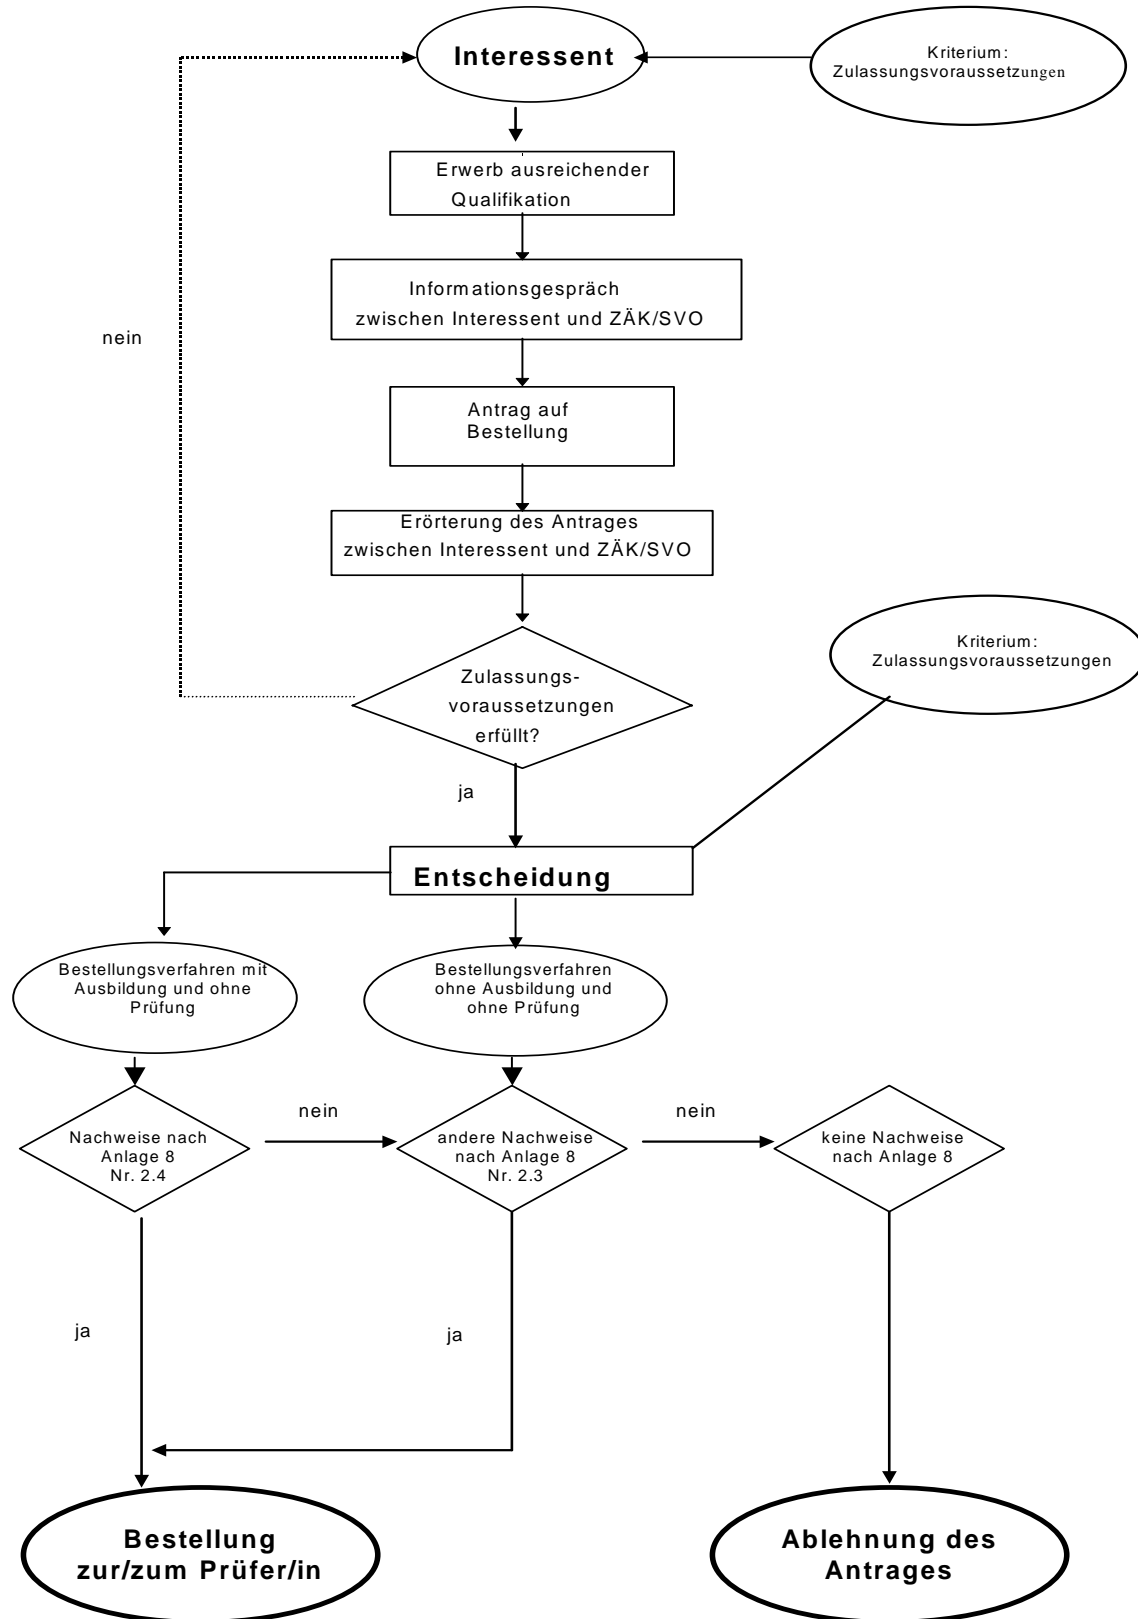 Interessent
Kriterium:
Zulassungsvoraussetzungen
Erwerb ausreichender
Qualifikation
Informationsgespräch
zwischen Interessent und ZÄK/SVO
nein
Antrag auf
Bestellung
Erörterung des Antrages
zwischen Interessent und ZÄK/SVO
Kriterium:
Zulassungsvoraussetzungen
Zulassungs-
voraussetzungen
erfüllt?
ja
Entscheidung
Bestellungsverfahren mit
Ausbildung und ohne
Prüfung
Bestellungsverfahren
ohne Ausbildung und
ohne Prüfung
Nachweise nach
Anlage 8
Nr. 2.4
nein
andere Nachweise
nach Anlage 8
Nr. 2.3
nein
keine Nachweise
nach Anlage 8
ja
ja
Bestellung
zur/zum Prüfer/in
Ablehnung des
Antrages